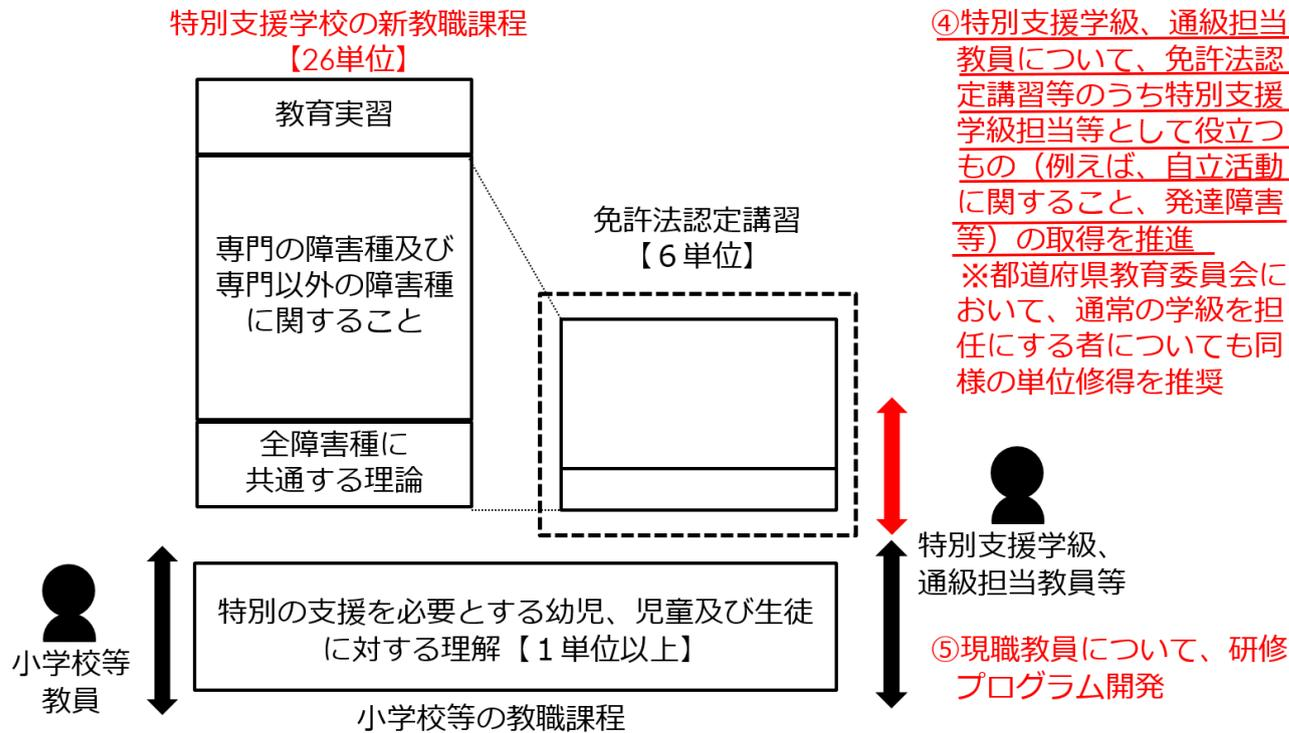 特別支援学校の新教職課程
【26単位】
教育実習
専門の障害種及び
専門以外の障害種
に関すること
全障害種に
共通する理論
免許法認定講習
【６単位】
④特別支援学級、通級担当
教員について、免許法認
定講習等のうち特別支援
学級担当等として役立つ
もの（例えば、自立活動
に関すること、発達障害
等）の取得を推進
※都道府県教育委員会に
おいて、通常の学級を担
任にする者についても同
様の単位修得を推奨
特別支援学級、
通級担当教員等
小学校等
教員
特別の支援を必要とする幼児、児童及び生徒
に対する理解【１単位以上】
小学校等の教職課程
⑤現職教員について、研修
プログラム開発